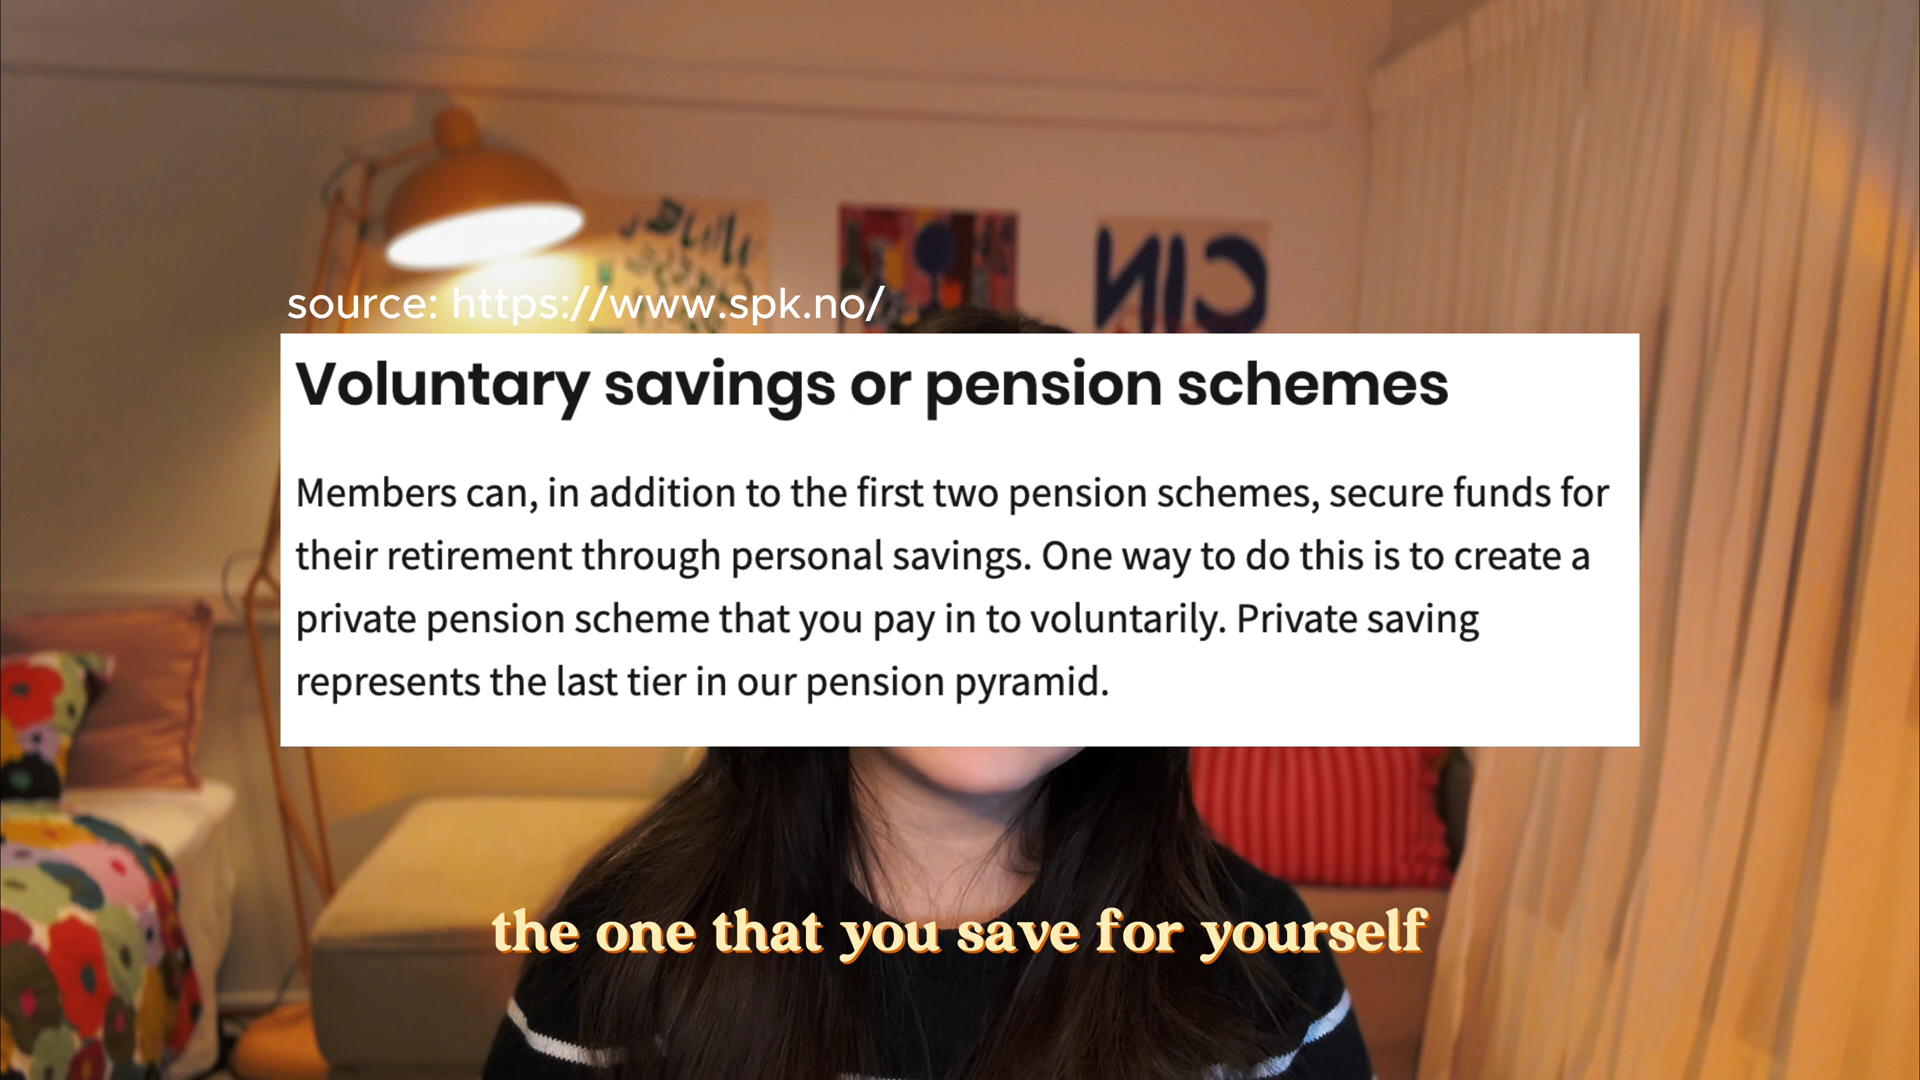 CIN
source: https://www.spk.no/
Voluntary savings or pension schemes
Members can, in addition to the first two pension schemes, secure funds for
their retirement through personal savings. One way to do this is to create a
private pension scheme that you pay in to voluntarily. Private saving
represents the last tier in our pension pyramid.
the one that you save for yourself